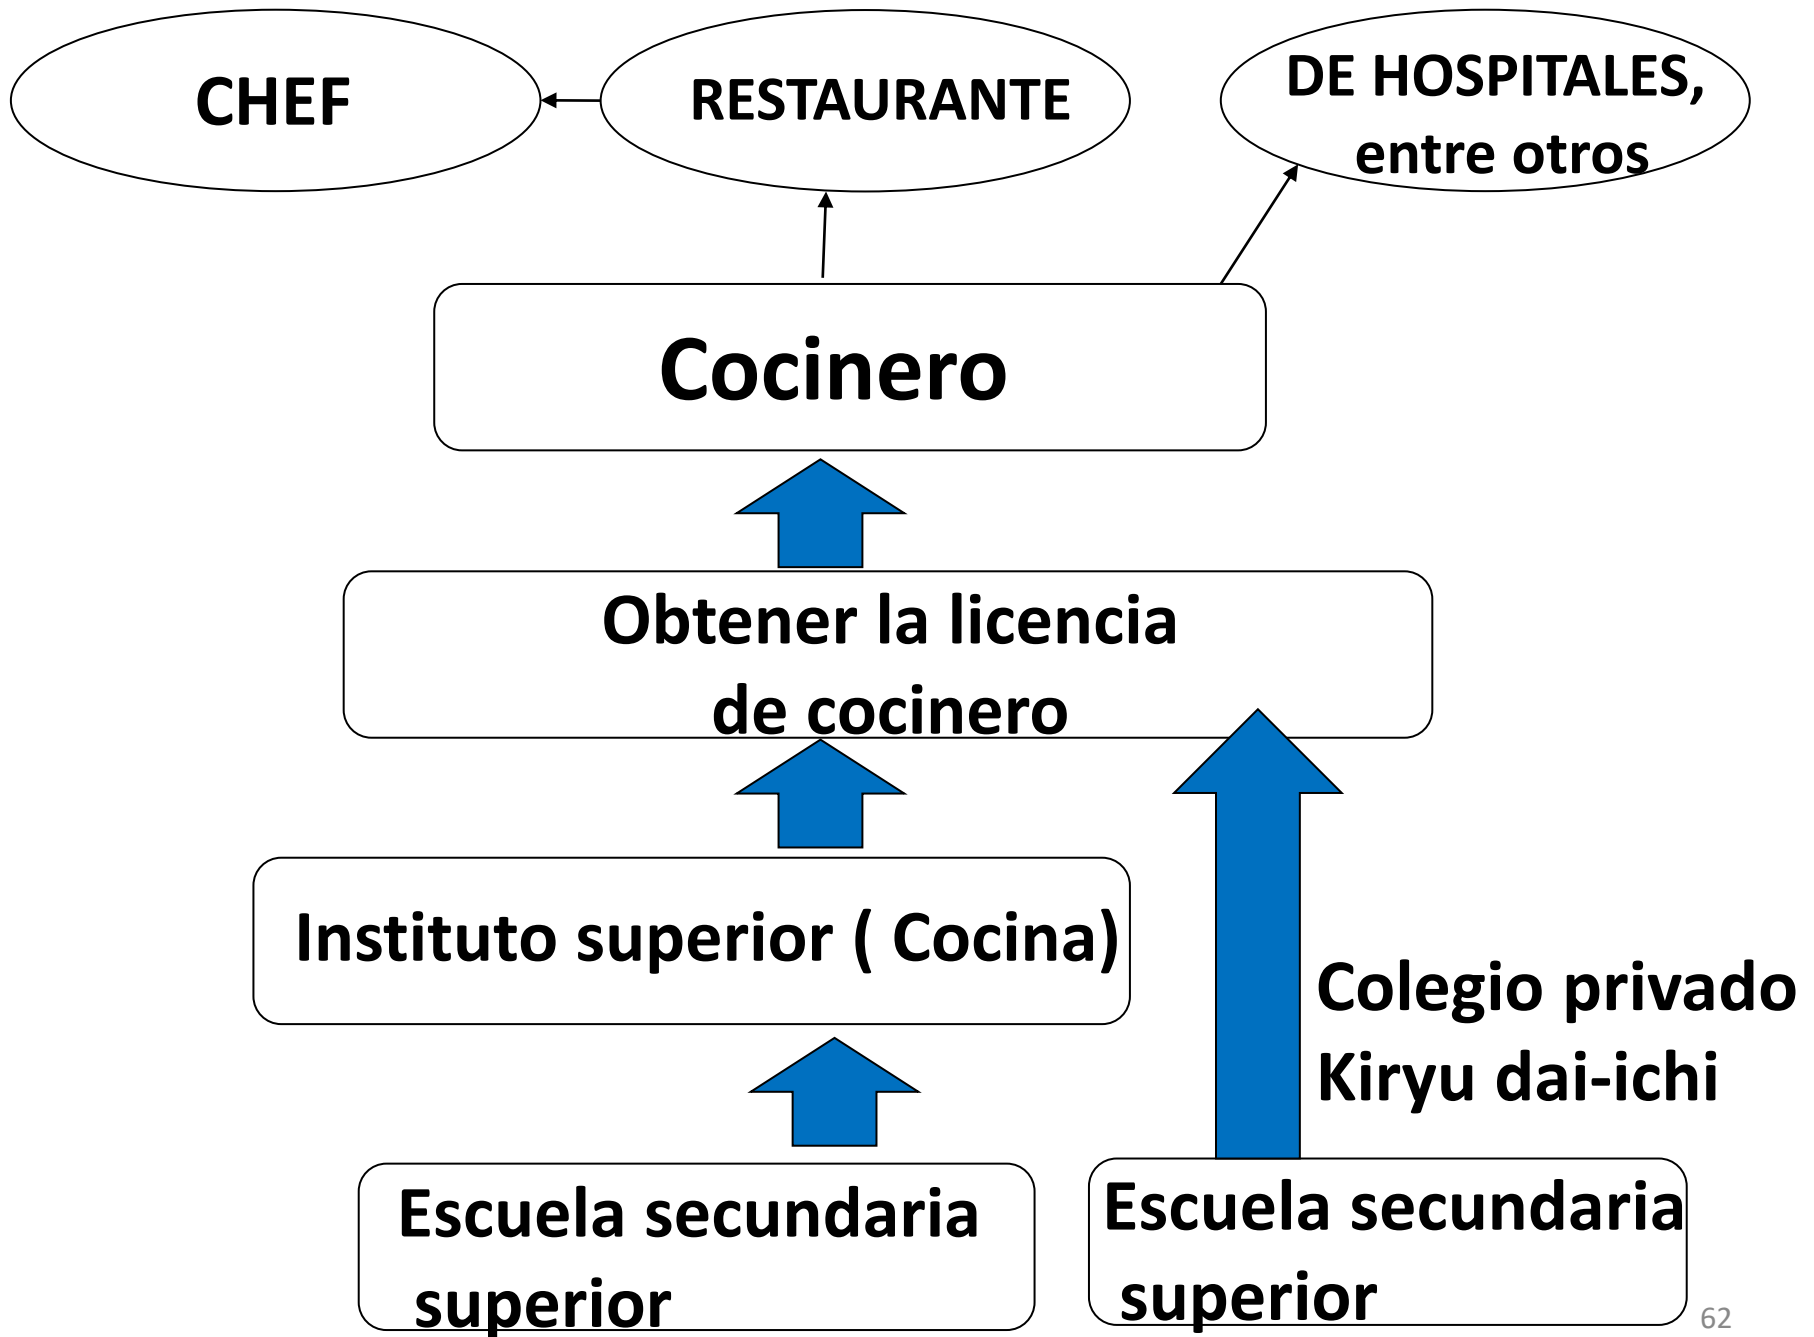 CHEF
RESTAURANTE
DE HOSPITALES,
entre otros
Cocinero
Obtener la licencia
de cocinero
Instituto superior ( Cocina)
Colegio privado
Kiryu dai-ichi
Escuela secundaria
superior
Escuela secundaria
superior
62